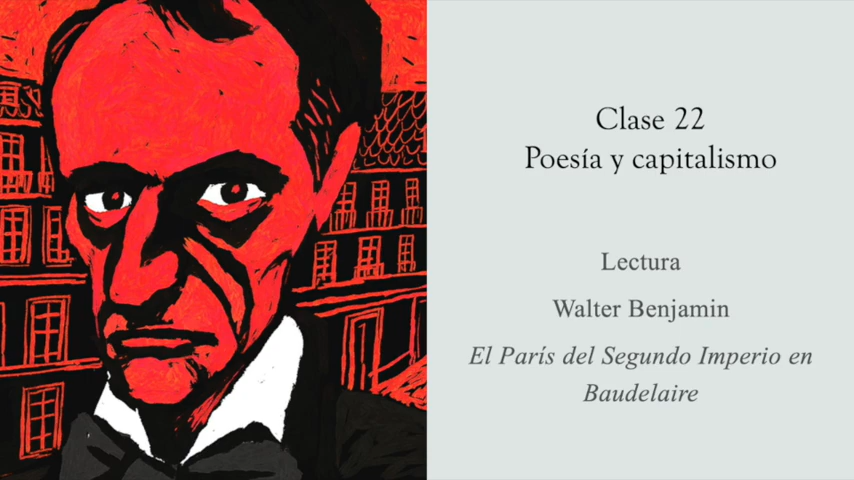 Clase 22
Poesía y capitalismo
Lectura
Walter Benjamin
El París del Segundo Imperio en
Baudelaire